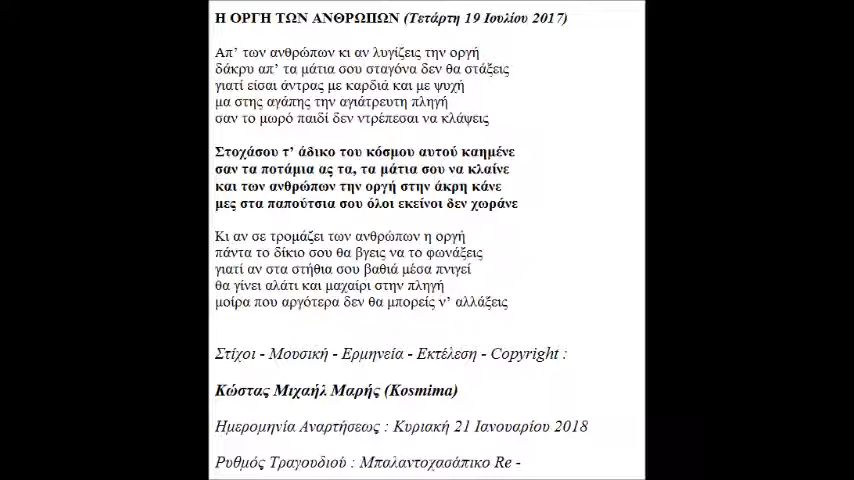 Η ΟΡΓΗ ΤΩΝ ΑΝΘΡΩΠΩΝ (Τετάρτη 19 Ιουλίου 2017)
Απ’ των ανθρώπων κι αν λυγίζεις την οργή
δάκρυ απ’ τα μάτια σου σταγόνα δεν θα στάξεις
γιατί είσαι άντρας με καρδιά και με ψυχή
μα στης αγάπης την αγιάτρευτη πληγή
σαν το μωρό παιδί δεν ντρέπεσαι να κλάψεις
Στοχάσου τ’ άδικο του κόσμου αυτού καημένε
σαν τα ποτάμια ας τα, τα μάτια σου να κλαίνε
και των ανθρώπων την οργή στην άκρη κάνε
μες στα παπούτσια σου όλοι εκείνοι δεν χωράνε
Κι αν σε τρομάζει των ανθρώπων η οργή
πάντα το δίκιο σου θα βγεις να το φωνάξεις
γιατί αν στα στήθια σου βαθιά μέσα πνιγεί
θα γίνει αλάτι και μαχαίρι στην πληγή
μοίρα που αργότερα δεν θα μπορείς ν’ αλλάξεις
Στίχοι - Μουσική - Ερμηνεία - Εκτέλεση - Copyright :
Κώστας Μιχαήλ Μαρής (Kosmima)
Ημερομηνία Αναρτήσεως : Κυριακή 21 Ιανουαρίου 2018
Ρυθμός Τραγουδιού : Μπαλαντοχασάπικο Re -